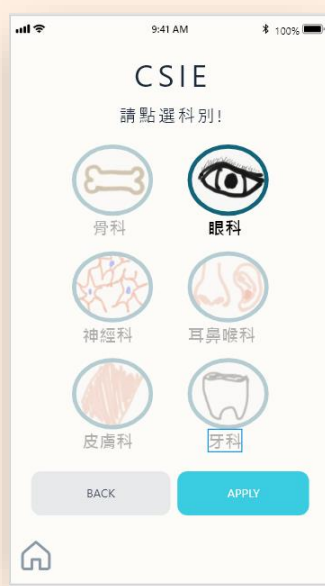 9:41 AM 100%
CSIE
請點選科別!
骨科 眼科
神經科 耳鼻喉科
皮膚科 牙科
BACK APPLY